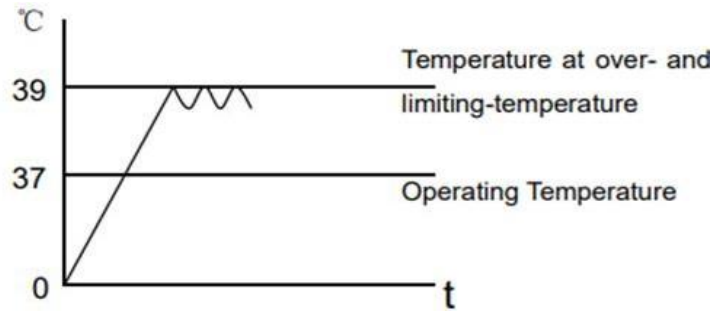 ℃
39
Temperature at over- and
limiting-temperature
37
Operating Temperature
0
t